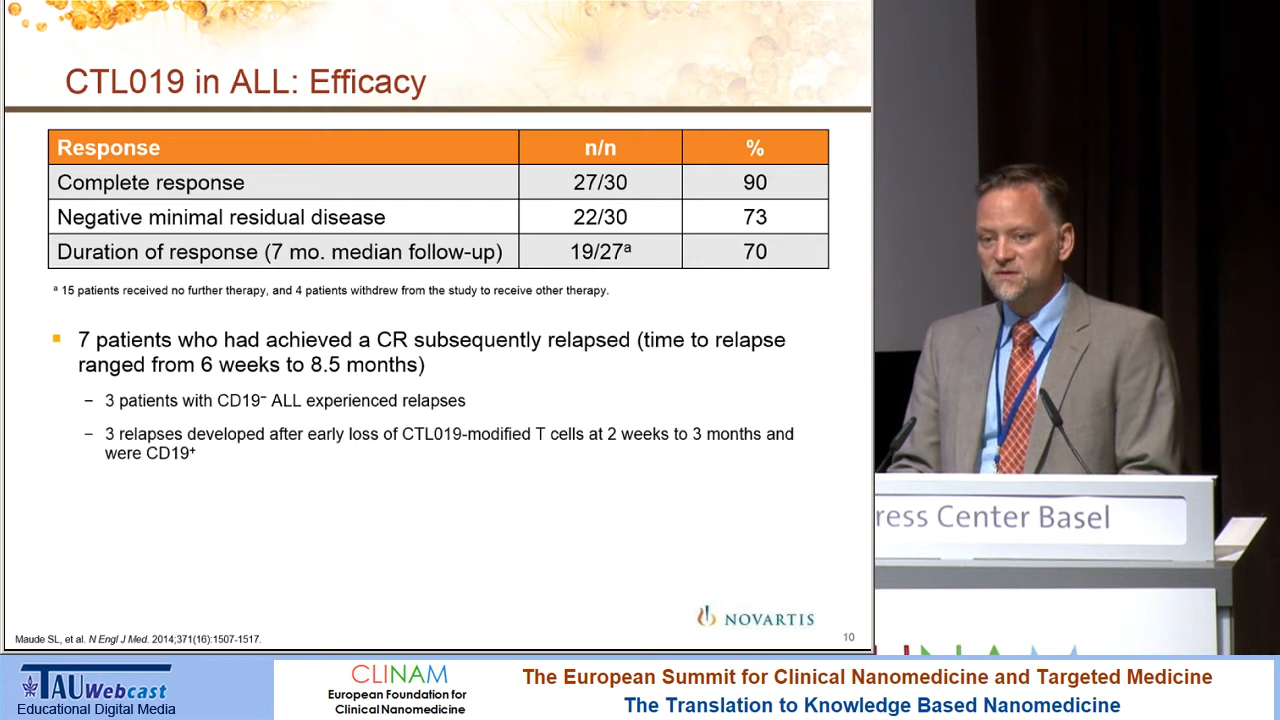 CTL019 in ALL: Efficacy
Response n/n %
Complete response 27/30 90
Negative minimal residual disease 22/30 73
Duration of response (7 mo. median follow-up) 19/27ᵃ 70
ᵃ 15 patients received no further therapy, and 4 patients withdrew from the study to receive other therapy.
7 patients who had achieved a CR subsequently relapsed (time to relapse
ranged from 6 weeks to 8.5 months)
– 3 patients with CD19⁻ ALL experienced relapses
– 3 relapses developed after early loss of CTL019-modified T cells at 2 weeks to 3 months and
were CD19⁺
NOVARTIS
Maude SL, et al. N Engl J Med. 2014;371(16):1507-1517.
10
ress Center Basel
CLINAM
TAU Webcast
Educational Digital Media
CLINAM
European Foundation for
Clinical Nanomedicine
The European Summit for Clinical Nanomedicine and Targeted Medicine
The Translation to Knowledge Based Nanomedicine